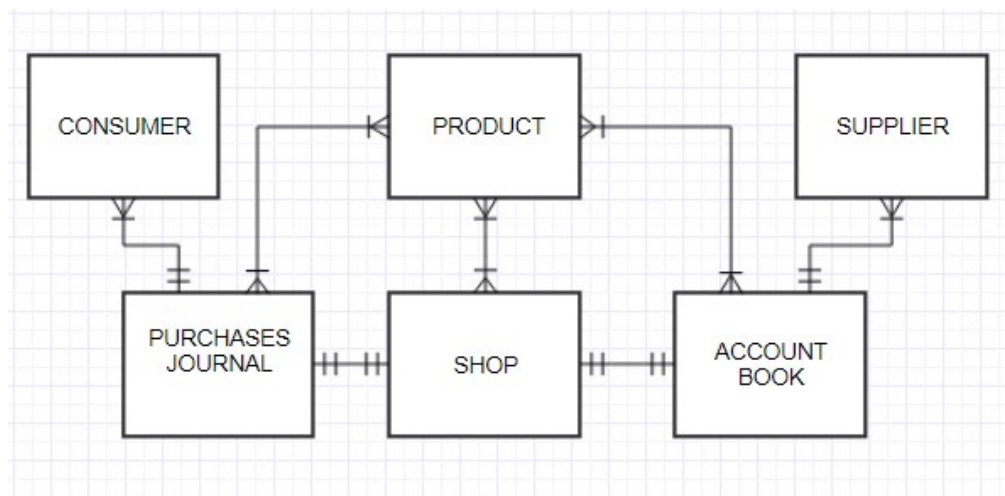 CONSUMER
PRODUCT
SUPPLIER
PURCHASES
JOURNAL
SHOP
ACCOUNT
BOOK